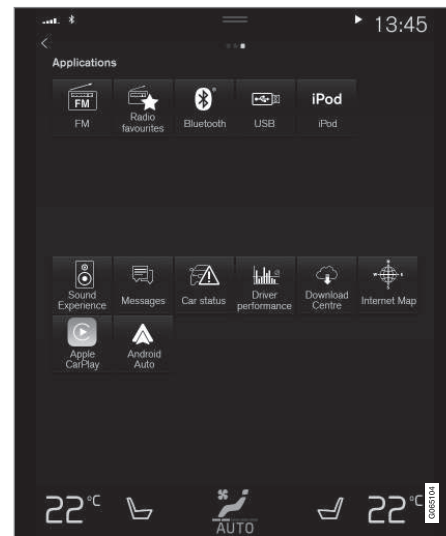 13:45
Applications
FM
FM
Radio
favourites
Bluetooth
USB
iPod
iPod
Sound
Experience
Messages
Car status
Driver
performance
Download
Centre
Internet Map
Apple
CarPlay
Android
Auto
22°C
AUTO
22°C
G065104